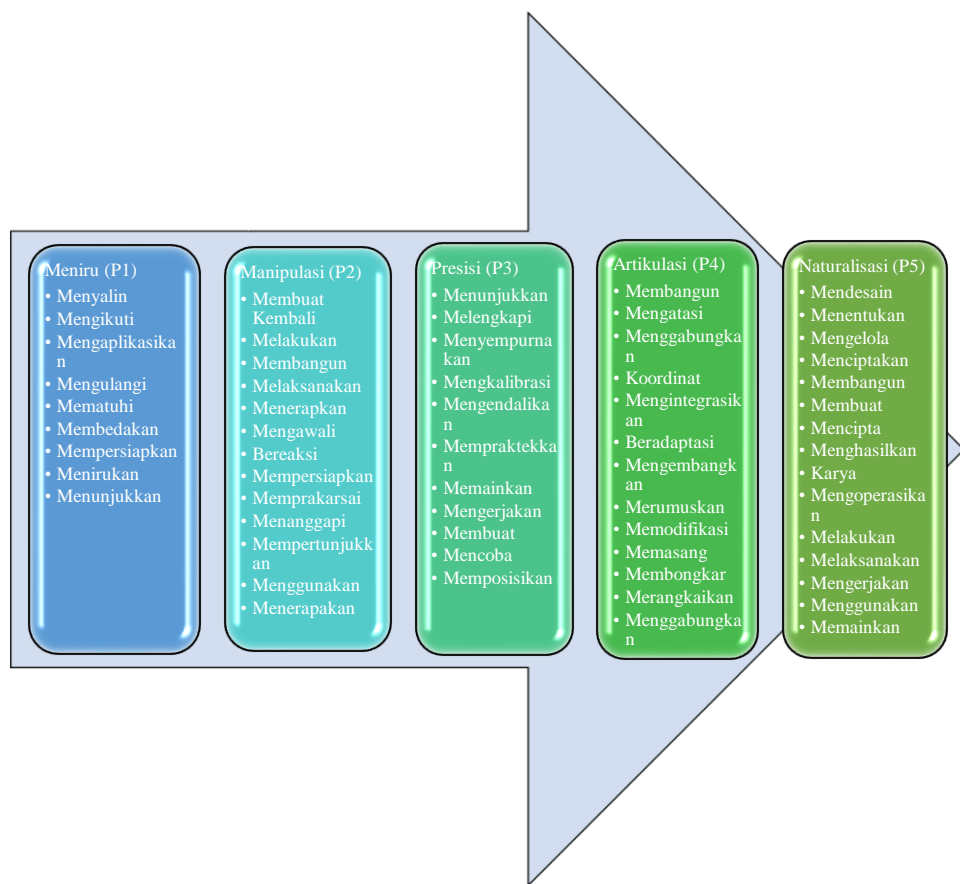 Meniru (P1)
• Menyalin
• Mengikuti
• Mengaplikasika
n
• Mengulangi
• Mematuhi
• Membedakan
• Mempersiapkan
• Menirukan
• Menunjukkan
Manipulasi (P2)
• Membuat
Kembali
• Melakukan
• Membangun
• Melaksanakan
• Menerapkan
• Mengawali
• Bereaksi
• Mempersiapkan
• Memprakarsai
• Menanggapi
• Mempertunjukk
an
• Menggunakan
• Menerapakan
Presisi (P3)
• Menunjukkan
• Melengkapi
• Menyempurna
kan
• Mengkalibrasi
• Mengendalikan
• Mempraktekka
n
• Memainkan
• Mengerjakan
• Membuat
• Mencoba
• Memposisikan
Artikulasi (P4)
• Membangun
• Mengatasi
• Menggabungka
n
• Koordinat
• Mengintegrasik
an
• Beradaptasi
• Mengembangk
an
• Merumuskan
• Memodifikasi
• Memasang
• Membongkar
• Merangkaikan
• Menggabungka
n
Naturalisasi (P5)
• Mendesain
• Menentukan
• Mengelola
• Menciptakan
• Membangun
• Membuat
• Mencipta
• Menghasilkan
• Karya
• Mengoperasika
n
• Melakukan
• Melaksanakan
• Mengerjakan
• Menggunakan
• Memainkan